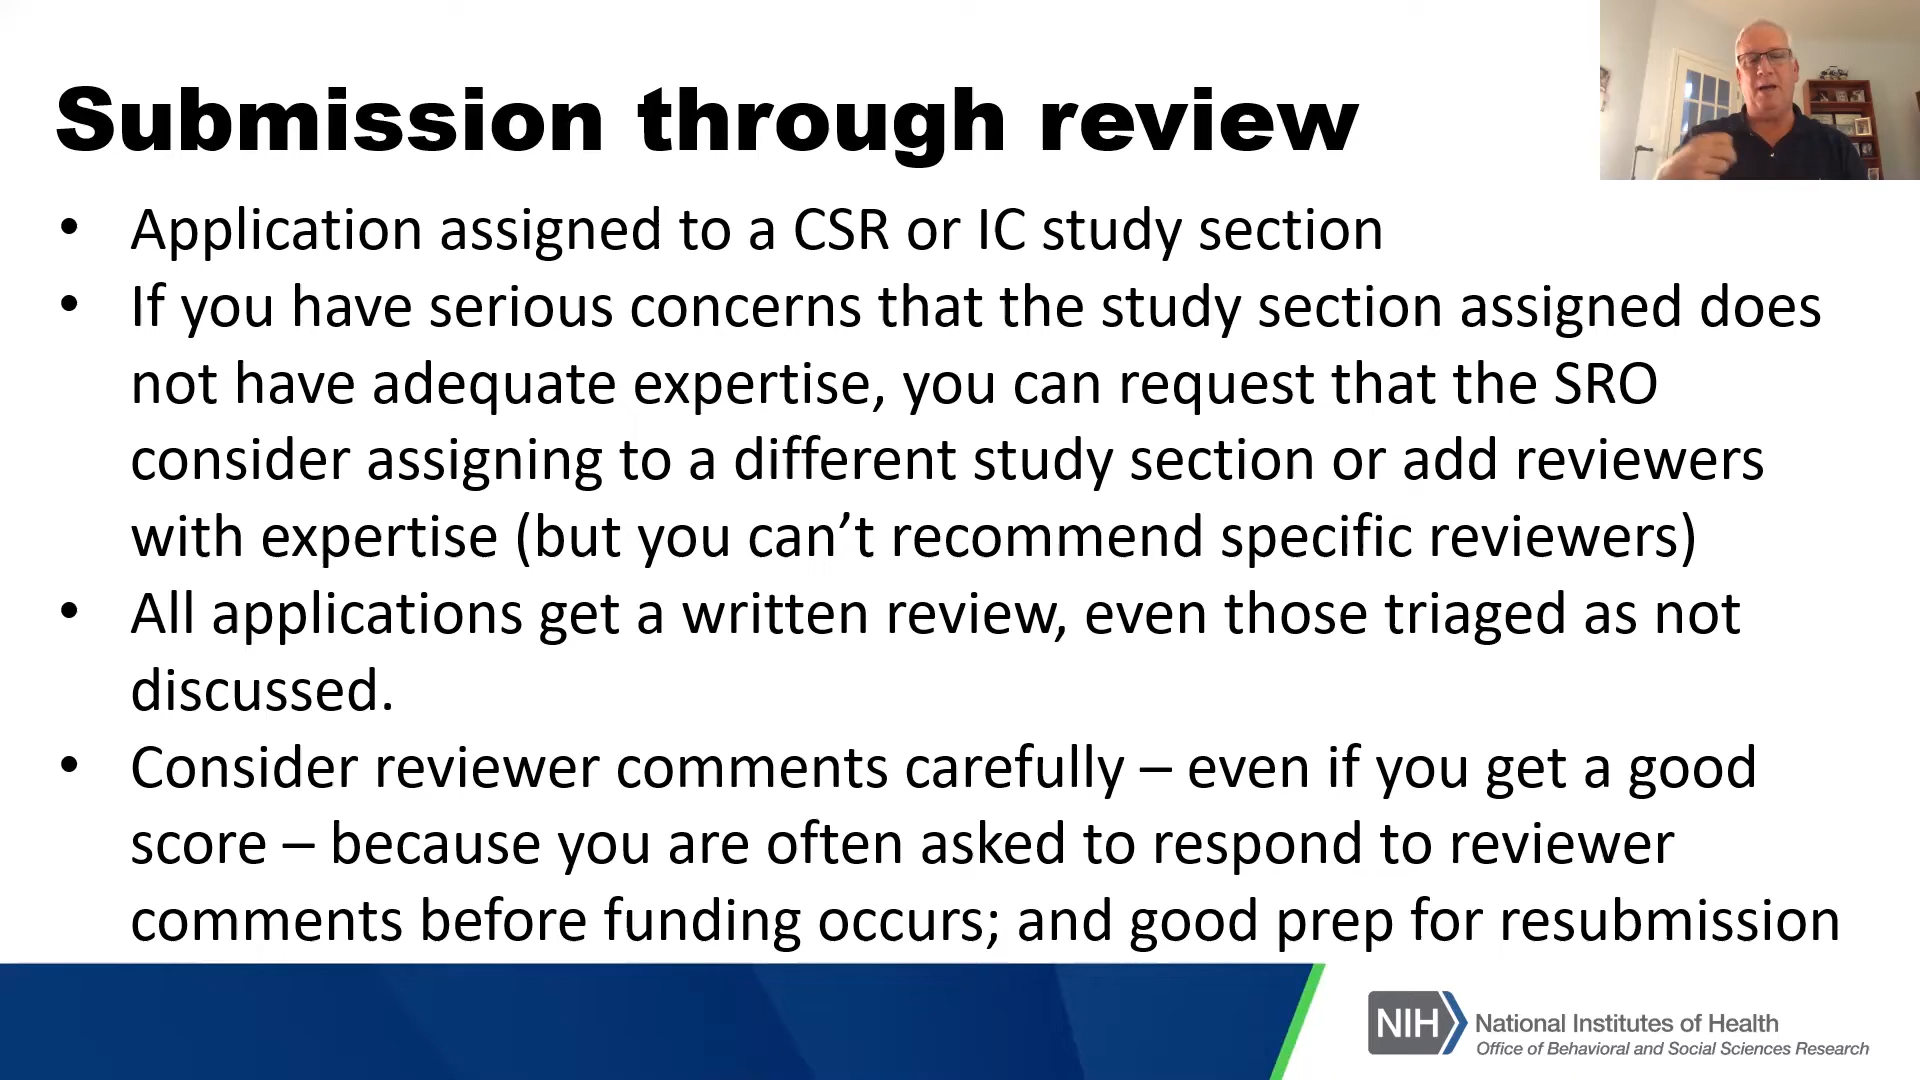 Submission through review
• Application assigned to a CSR or IC study section
• If you have serious concerns that the study section assigned does
not have adequate expertise, you can request that the SRO
consider assigning to a different study section or add reviewers
with expertise (but you can’t recommend specific reviewers)
• All applications get a written review, even those triaged as not
discussed.
• Consider reviewer comments carefully – even if you get a good
score – because you are often asked to respond to reviewer
comments before funding occurs; and good prep for resubmission
NIH National Institutes of Health
Office of Behavioral and Social Sciences Research